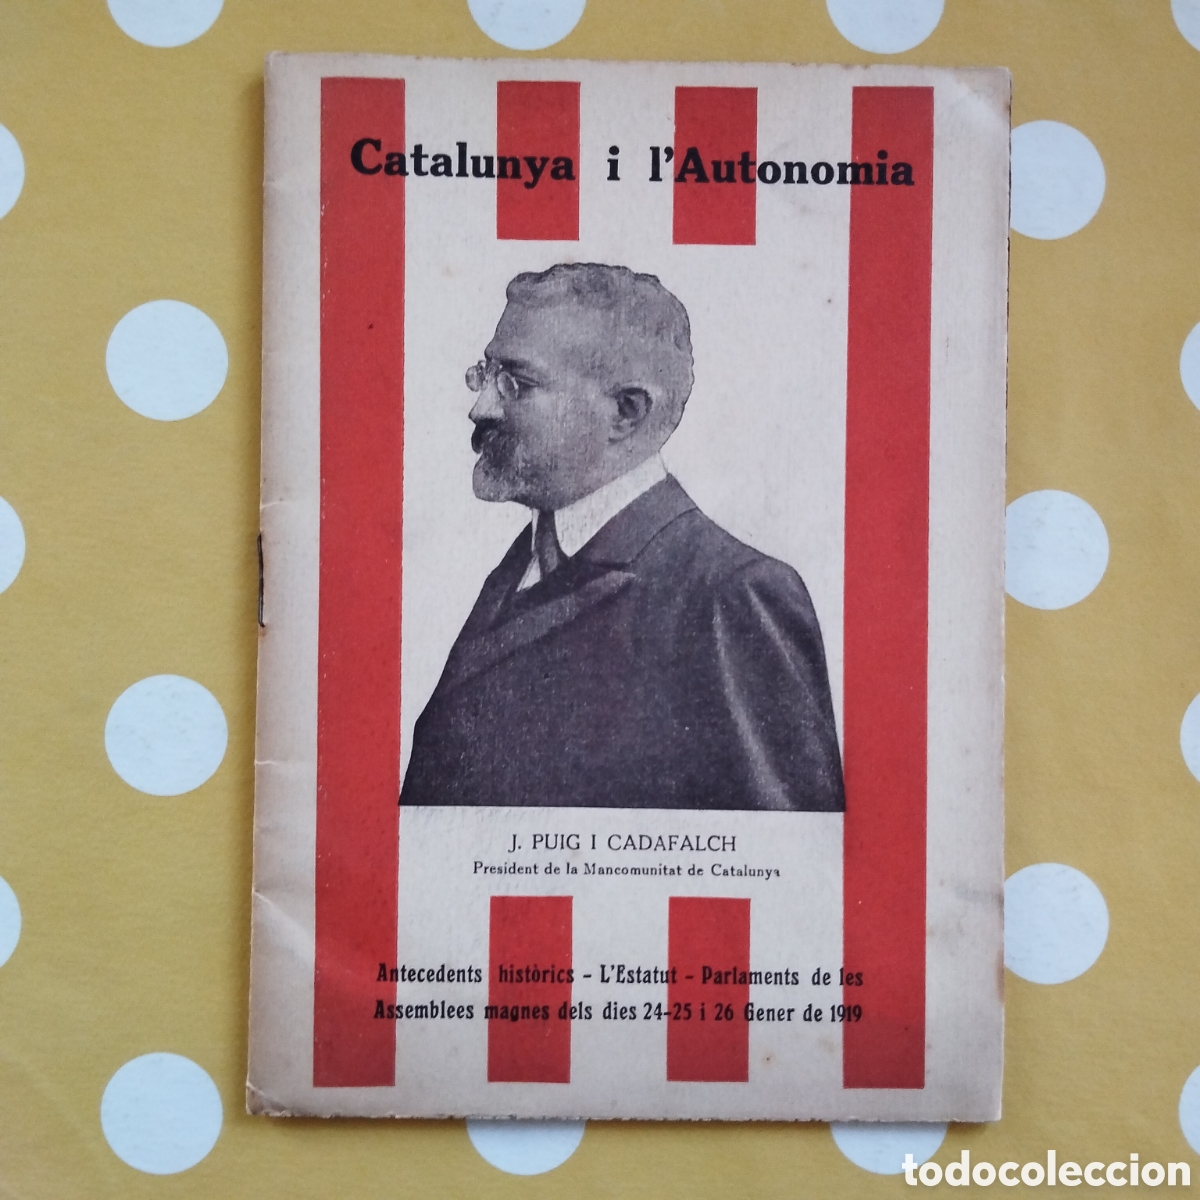 Catalunya i l'Autonomia
J. PUIG I CADAFALCH
President de la Mancomunitat de Catalunya
Antecedents històrics - L'Estatut - Parlaments de les
Assemblees magnes dels dies 24-25 i 26 Gener de 1919
todocoleccion